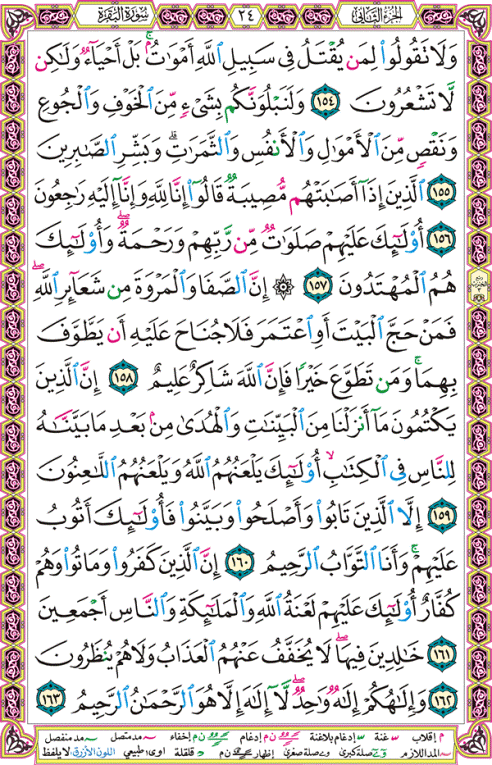 الجزء الثاني ٢٤ سورة البقرة
وَلَا تَقُولُوا۟ لِمَن يُقْتَلُ فِى سَبِيلِ ٱللَّهِ أَمْوَٰتٌۢ ۚ بَلْ أَحْيَآءٌ وَلَٰكِن
لَّا تَشْعُرُونَ ١٥٤ وَلَنَبْلُوَنَّكُم بِشَىْءٍ مِّنَ ٱلْخَوْفِ وَٱلْجُوعِ
وَنَقْصٍ مِّنَ ٱلْأَمْوَٰلِ وَٱلْأَنفُسِ وَٱلثَّمَرَٰتِ ۗ وَبَشِّرِ ٱلصَّٰبِرِينَ
١٥٥ ٱلَّذِينَ إِذَآ أَصَٰبَتْهُم مُّصِيبَةٌ قَالُوٓا۟ إِنَّا لِلَّهِ وَإِنَّآ إِلَيْهِ رَٰجِعُونَ
١٥٦ أُو۟لَٰٓئِكَ عَلَيْهِمْ صَلَوَٰتٌ مِّن رَّبِّهِمْ وَرَحْمَةٌ ۖ وَأُو۟لَٰٓئِكَ
هُمُ ٱلْمُهْتَدُونَ ١٥٧ ۞ إِنَّ ٱلصَّفَا وَٱلْمَرْوَةَ مِن شَعَآئِرِ ٱللَّهِ ۖ
فَمَنْ حَجَّ ٱلْبَيْتَ أَوِ ٱعْتَمَرَ فَلَا جُنَاحَ عَلَيْهِ أَن يَطَّوَّفَ
بِهِمَا ۚ وَمَن تَطَوَّعَ خَيْرًا فَإِنَّ ٱللَّهَ شَاكِرٌ عَلِيمٌ ١٥٨ إِنَّ ٱلَّذِينَ
يَكْتُمُونَ مَآ أَنزَلْنَا مِنَ ٱلْبَيِّنَٰتِ وَٱلْهُدَىٰ مِنۢ بَعْدِ مَا بَيَّنَّٰهُ
لِلنَّاسِ فِى ٱلْكِتَٰبِ ۙ أُو۟لَٰٓئِكَ يَلْعَنُهُمُ ٱللَّهُ وَيَلْعَنُهُمُ ٱللَّٰعِنُونَ
١٥٩ إِلَّا ٱلَّذِينَ تَابُوا۟ وَأَصْلَحُوا۟ وَبَيَّنُوا۟ فَأُو۟لَٰٓئِكَ أَتُوبُ
عَلَيْهِمْ ۚ وَأَنَا ٱلتَّوَّابُ ٱلرَّحِيمُ ١٦٠ إِنَّ ٱلَّذِينَ كَفَرُوا۟ وَمَاتُوا۟ وَهُمْ
كُفَّارٌ أُو۟لَٰٓئِكَ عَلَيْهِمْ لَعْنَةُ ٱللَّهِ وَٱلْمَلَٰٓئِكَةِ وَٱلنَّاسِ أَجْمَعِينَ
١٦١ خَٰلِدِينَ فِيهَا ۖ لَا يُخَفَّفُ عَنْهُمُ ٱلْعَذَابُ وَلَا هُمْ يُنظَرُونَ
١٦٢ وَإِلَٰهُكُمْ إِلَٰهٌ وَٰحِدٌ ۖ لَّآ إِلَٰهَ إِلَّا هُوَ ٱلرَّحْمَٰنُ ٱلرَّحِيمُ ١٦٣
م إقلاب غنة إدغام بلاغنة ن م إدغام ن م إخفاء مد متصل مد منفصل
المد اللازم صلة كبرى وصلة صغرى إظهار ن م قلقلة اوى طبيعي اللون الأزرق لا يلفظ